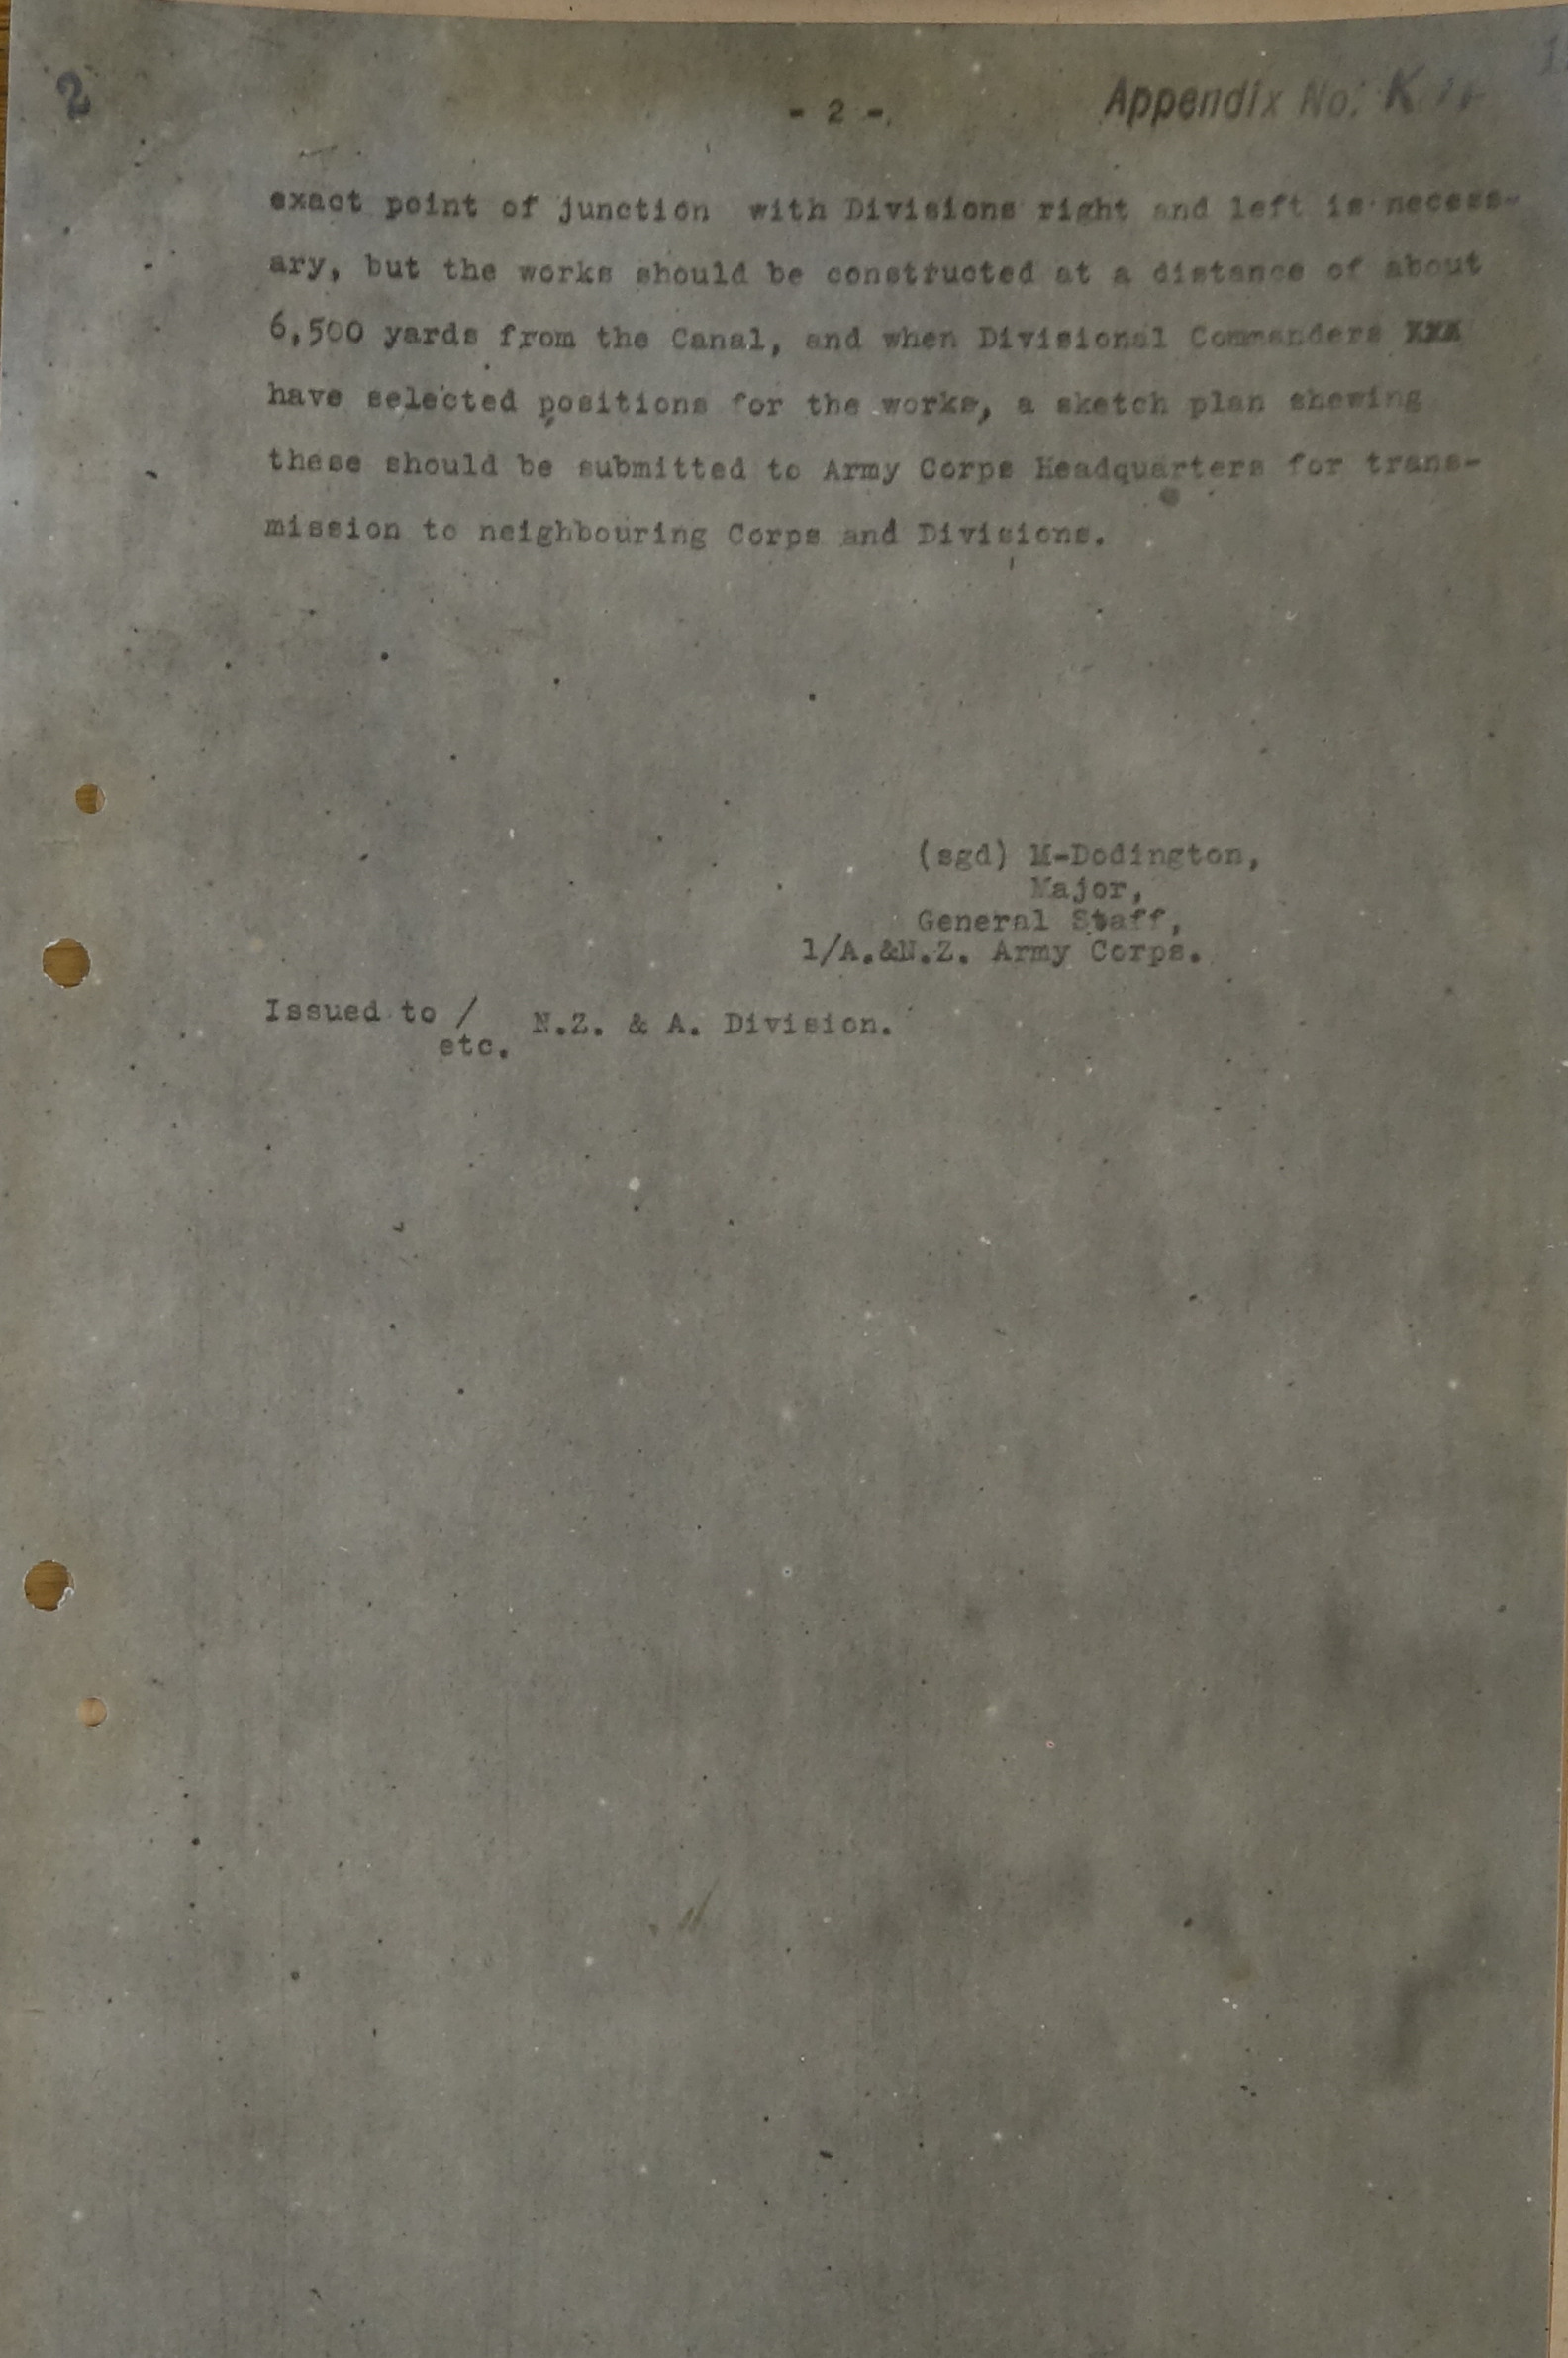 2
- 2 -
Appendix No. K
exact point of junction with Divisions right and left is necess-
ary, but the works should be constructed at a distance of about
6,500 yards from the Canal, and when Divisional Commanders XXX
have selected positions for the works, a sketch plan shewing
these should be submitted to Army Corps Headquarters for trans-
mission to neighbouring Corps and Divisions.
(sgd) M-Dodington,
Major,
General Staff,
1/A.&N.Z. Army Corps.
Issued to /
etc. N.Z. & A. Division.